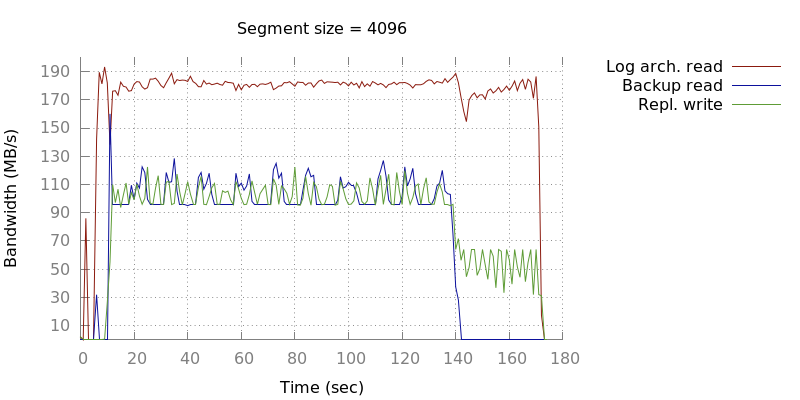 Segment size = 4096
Log arch. read
Backup read
Repl. write
Bandwidth (MB/s)
190
170
150
130
110
90
70
50
30
10
0 20 40 60 80 100 120 140 160 180
Time (sec)